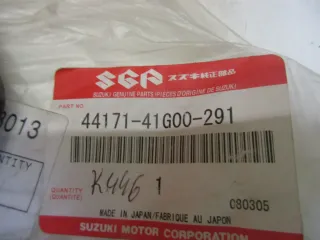 SGP スズキ純正部品
SUZUKI GENUINE PARTS (PIECES D'ORIGINE DE SUZUKI)
PART NO.
44171-41G00-291
3013
QUANTITY
(QUANTITY)
K446 1
C80305
MADE IN JAPAN/FABRIQUE AU JAPON
SUZUKI MOTOR CORPORATION